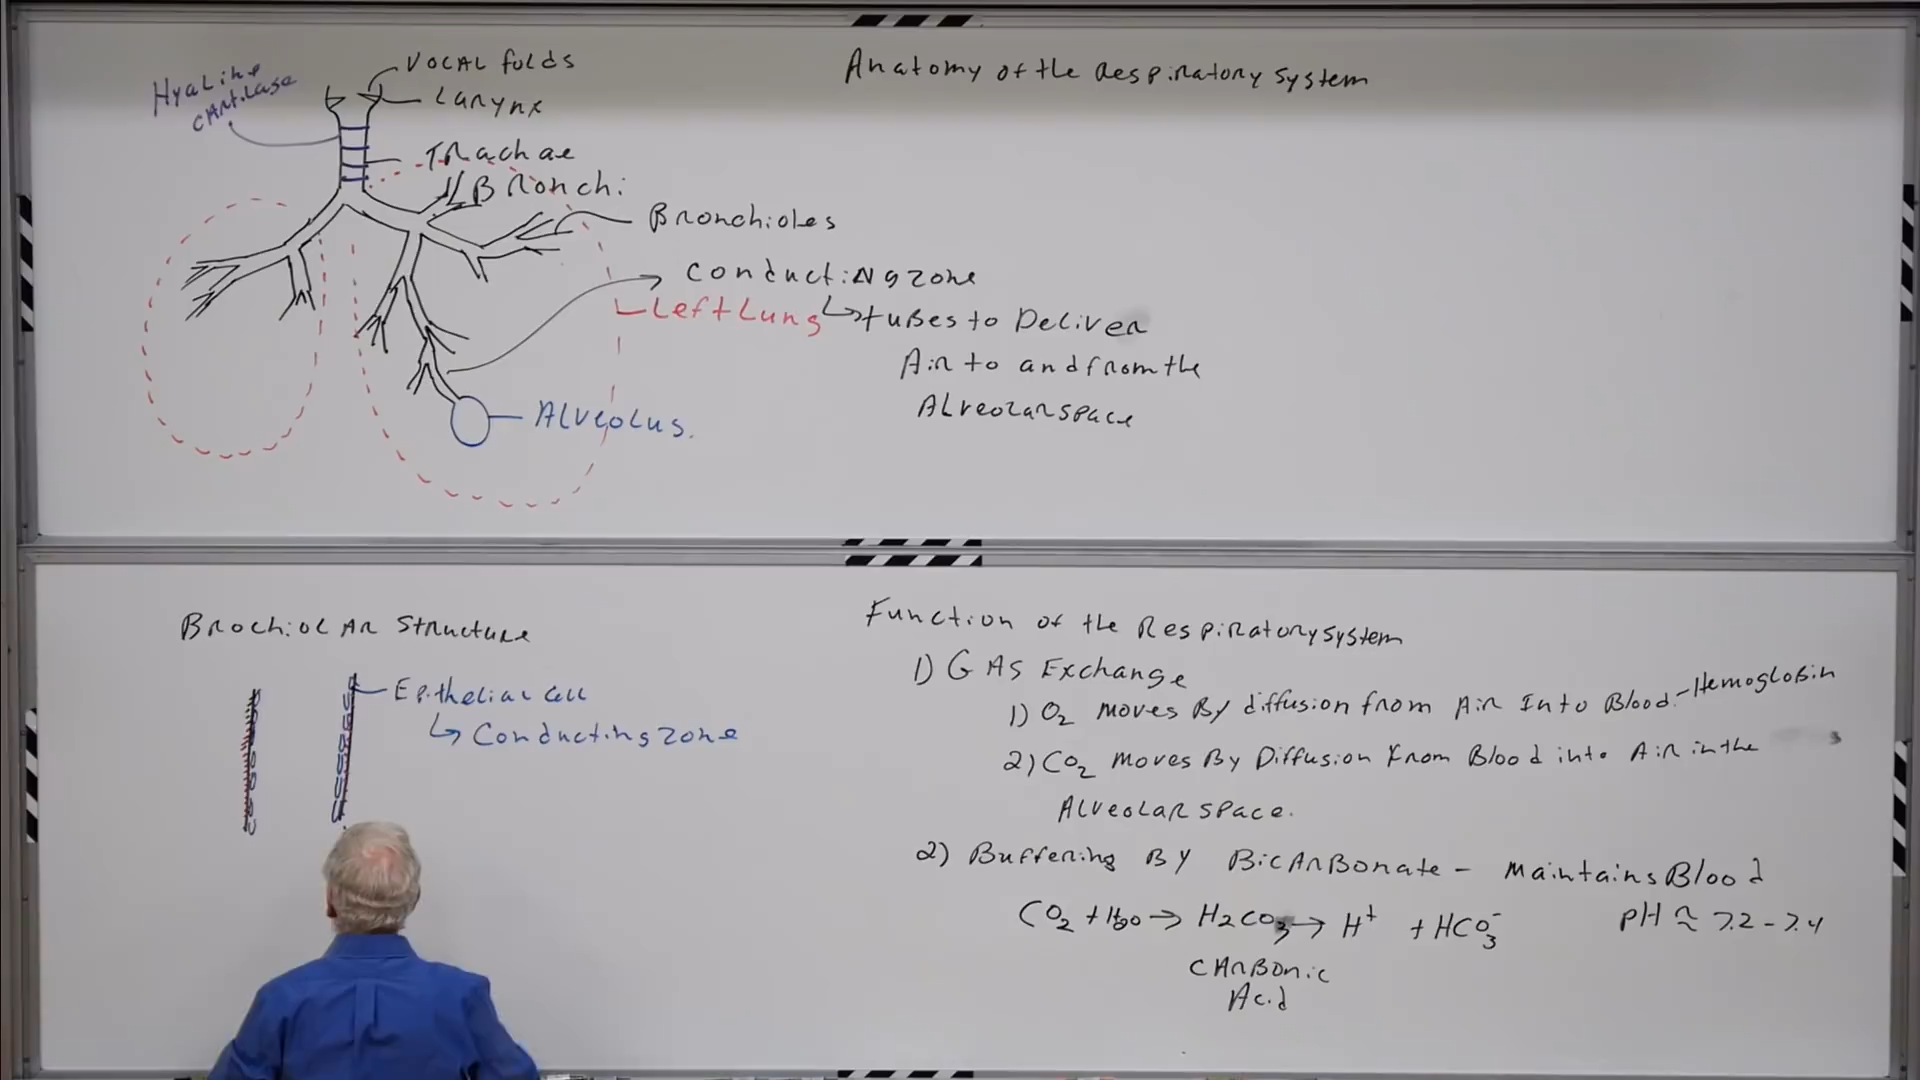 Anatomy of the Respiratory System
Hyaline
cartilage
Vocal folds
Larynx
Trachae
Bronchi
Bronchioles
Conducting zone
Left Lung
↳ tubes to Deliver
Air to and from the
Alveolar space
Alveolus.
Brochiolar Structure
Epithelial cell
↳ Conducting zone
Function of the Respiratory system
1) GAS Exchange
1) O₂ moves By diffusion from Air Into Blood. - Hemoglobin
2) CO₂ moves By Diffusion From Blood into Air in the
Alveolar space.
2) Buffering By BicarBonate - maintains Blood
pH ≈ 7.2 - 7.4
CO₂ + H₂O → H₂CO₃ → H⁺ + HCO₃⁻
CArBonic
Acid